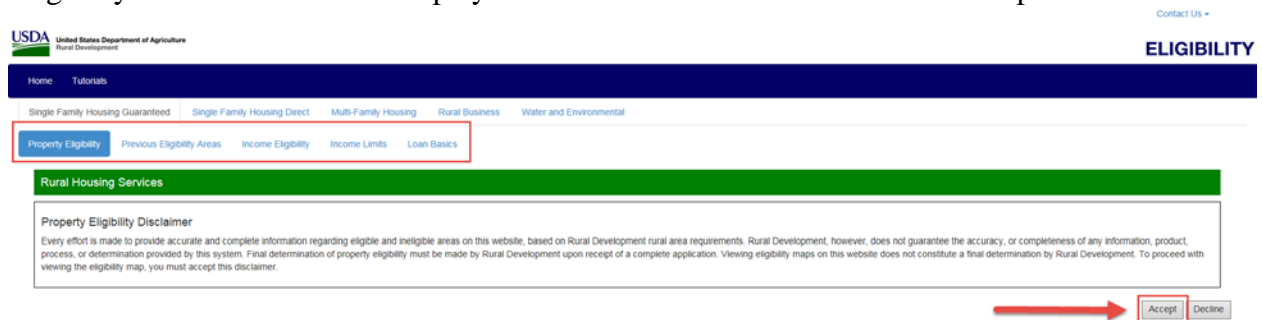 Contact Us
USDA United States Department of Agriculture
Rural Development
ELIGIBILITY
Home Tutorials
Single Family Housing Guaranteed Single Family Housing Direct Multi-Family Housing Rural Business Water and Environmental
Property Eligibility Previous Eligibility Areas Income Eligibility Income Limits Loan Basics
Rural Housing Services
Property Eligibility Disclaimer
Every effort is made to provide accurate and complete information regarding eligible and ineligible areas on this website, based on Rural Development rural area requirements. Rural Development, however, does not guarantee the accuracy, or completeness of any information, product,
process, or determination provided by this system. Final determination of property eligibility must be made by Rural Development upon receipt of a complete application. Viewing eligibility maps on this website does not constitute a final determination by Rural Development. To proceed with
viewing the eligibility map, you must accept this disclaimer.
Accept Decline